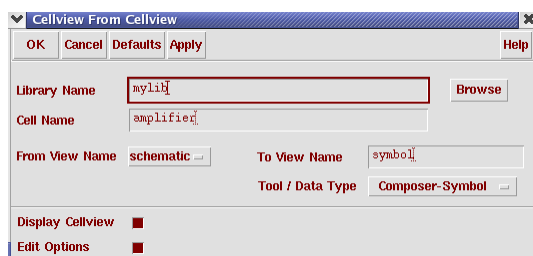 Cellview From Cellview
OK Cancel Defaults Apply Help
Library Name mylib Browse
Cell Name amplifier
From View Name schematic To View Name symbol
Tool / Data Type Composer-Symbol
Display Cellview
Edit Options